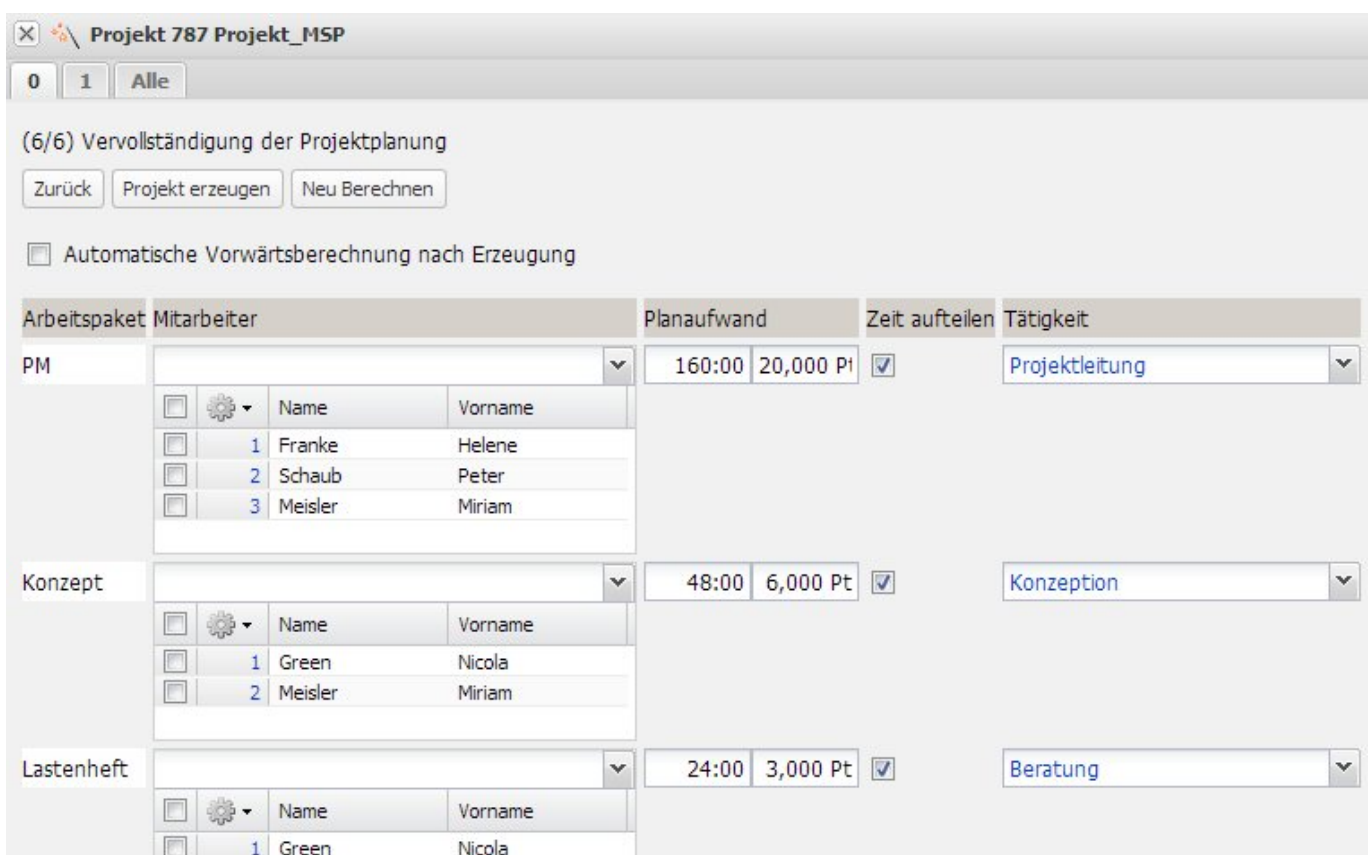 Projekt 787 Projekt_MSP
0 1 Alle
(6/6) Vervollständigung der Projektplanung
Zurück Projekt erzeugen Neu Berechnen
Automatische Vorwärtsberechnung nach Erzeugung
Arbeitspaket Mitarbeiter Planaufwand Zeit aufteilen Tätigkeit
PM 160:00 20,000 Pt Projektleitung
Name Vorname
1 Franke Helene
2 Schaub Peter
3 Meisler Miriam
Konzept 48:00 6,000 Pt Konzeption
Name Vorname
1 Green Nicola
2 Meisler Miriam
Lastenheft 24:00 3,000 Pt Beratung
Name Vorname
1 Green Nicola